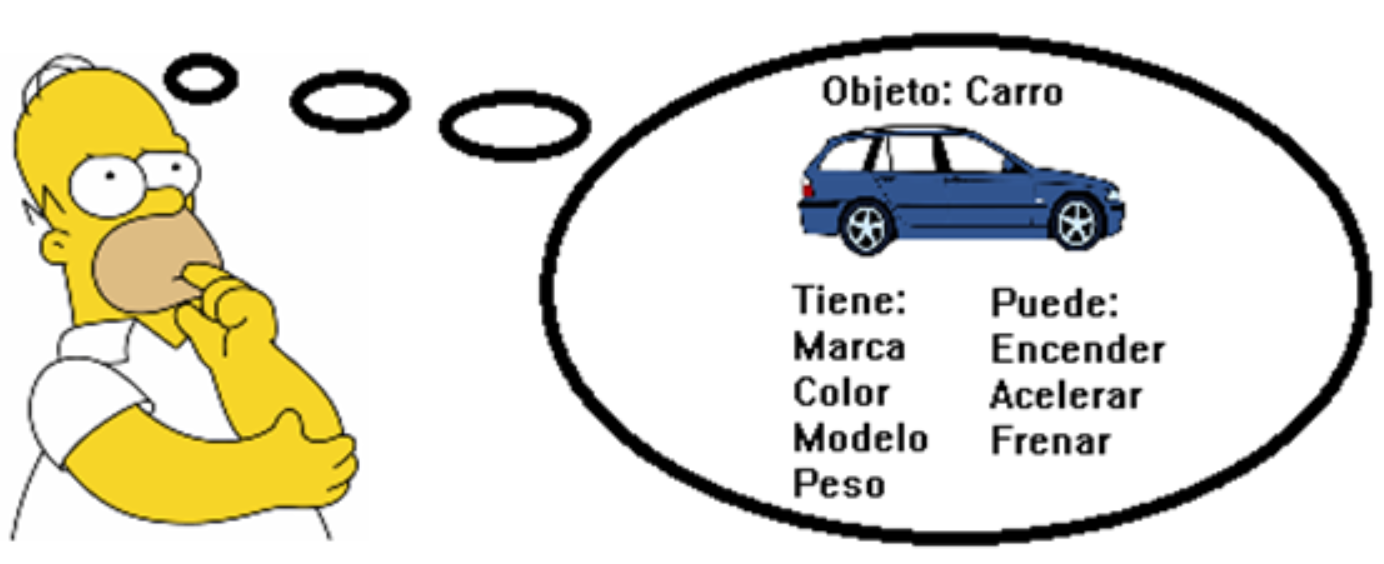 Objeto: Carro
Tiene:
Marca
Color
Modelo
Peso
Puede:
Encender
Acelerar
Frenar